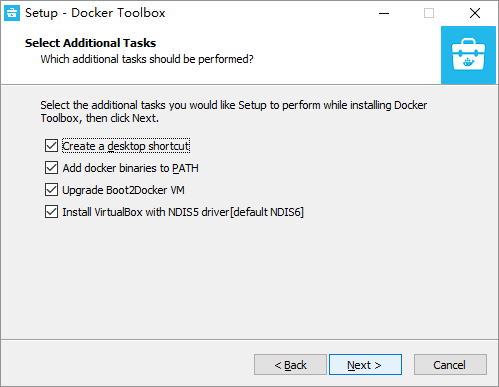 Setup - Docker Toolbox
Select Additional Tasks
Which additional tasks should be performed?
Select the additional tasks you would like Setup to perform while installing Docker
Toolbox, then click Next.
Create a desktop shortcut
Add docker binaries to PATH
Upgrade Boot2Docker VM
Install VirtualBox with NDIS5 driver[default NDIS6]
< Back
Next >
Cancel